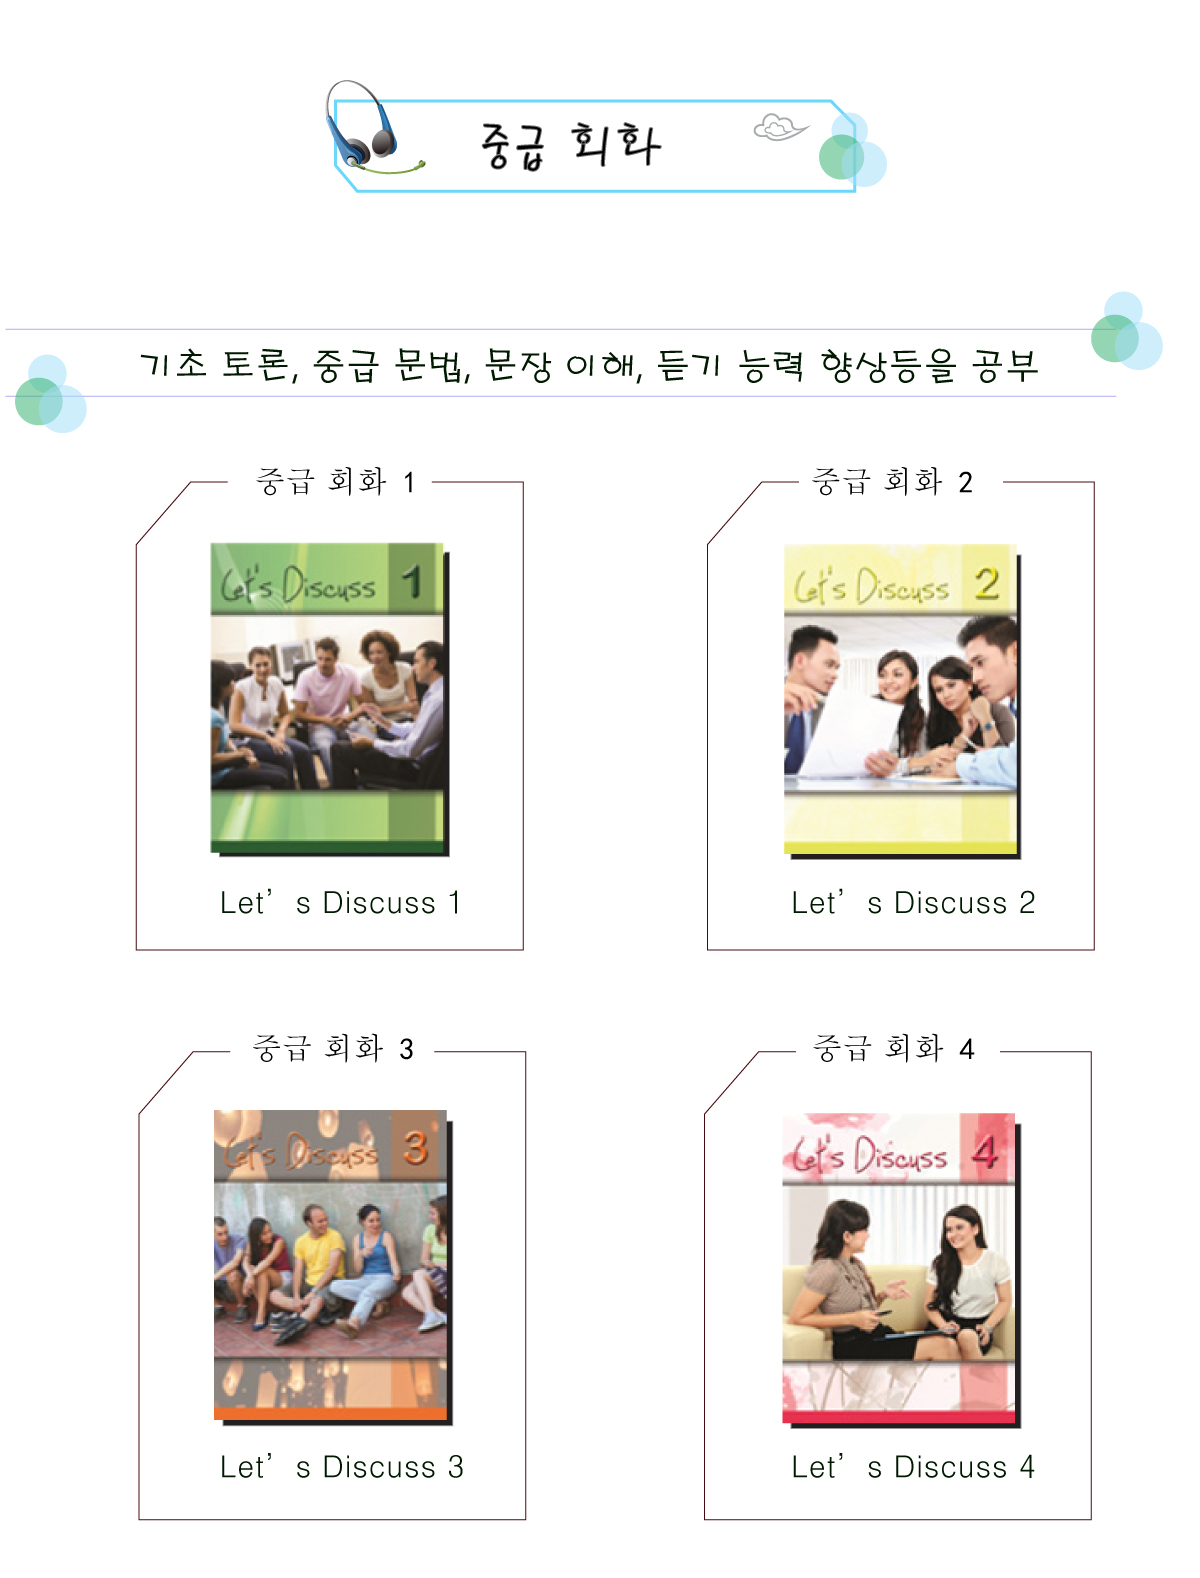 중급 회화
기초 토론, 중급 문법, 문장 이해, 듣기 능력 향상등을 공부
중급 회화 1
중급 회화 2
Let's Discuss 1
Let's Discuss 2
Let’s Discuss 1
Let’s Discuss 2
중급 회화 3
중급 회화 4
Let's Discuss 3
Let's Discuss 4
Let’s Discuss 3
Let’s Discuss 4